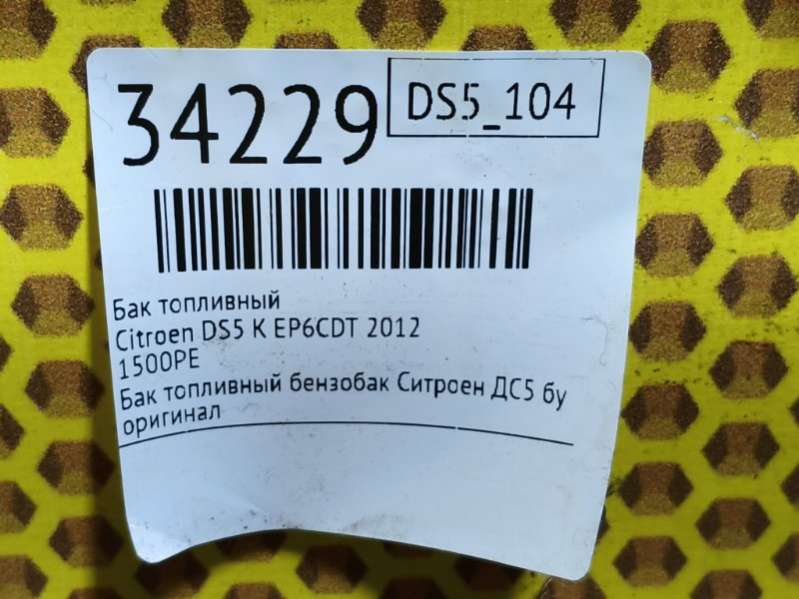 34229
DS5_104
Бак топливный
Citroen DS5 K EP6CDT 2012
1500PE
Бак топливный бензобак Ситроен ДС5 бу
оригинал